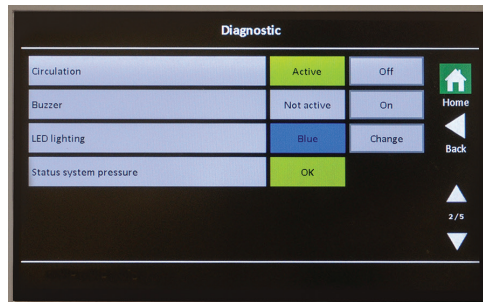 Diagnostic
Circulation Active Off
Buzzer Not active On
Home
LED lighting Blue Change
Back
Status system pressure OK
2/5